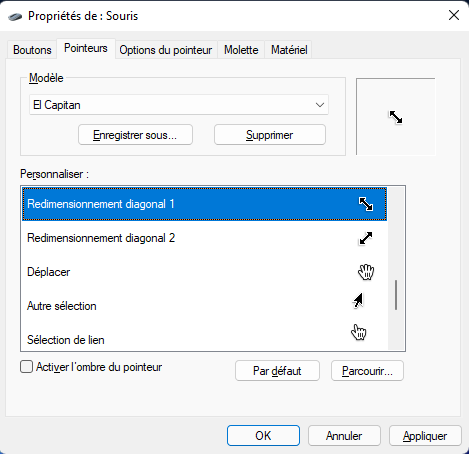 Propriétés de : Souris
Boutons Pointeurs Options du pointeur Molette Matériel
Modèle
El Capitan
Enregistrer sous... Supprimer
Personnaliser :
Redimensionnement diagonal 1
Redimensionnement diagonal 2
Déplacer
Autre sélection
Sélection de lien
Activer l'ombre du pointeur Par défaut Parcourir...
OK Annuler Appliquer